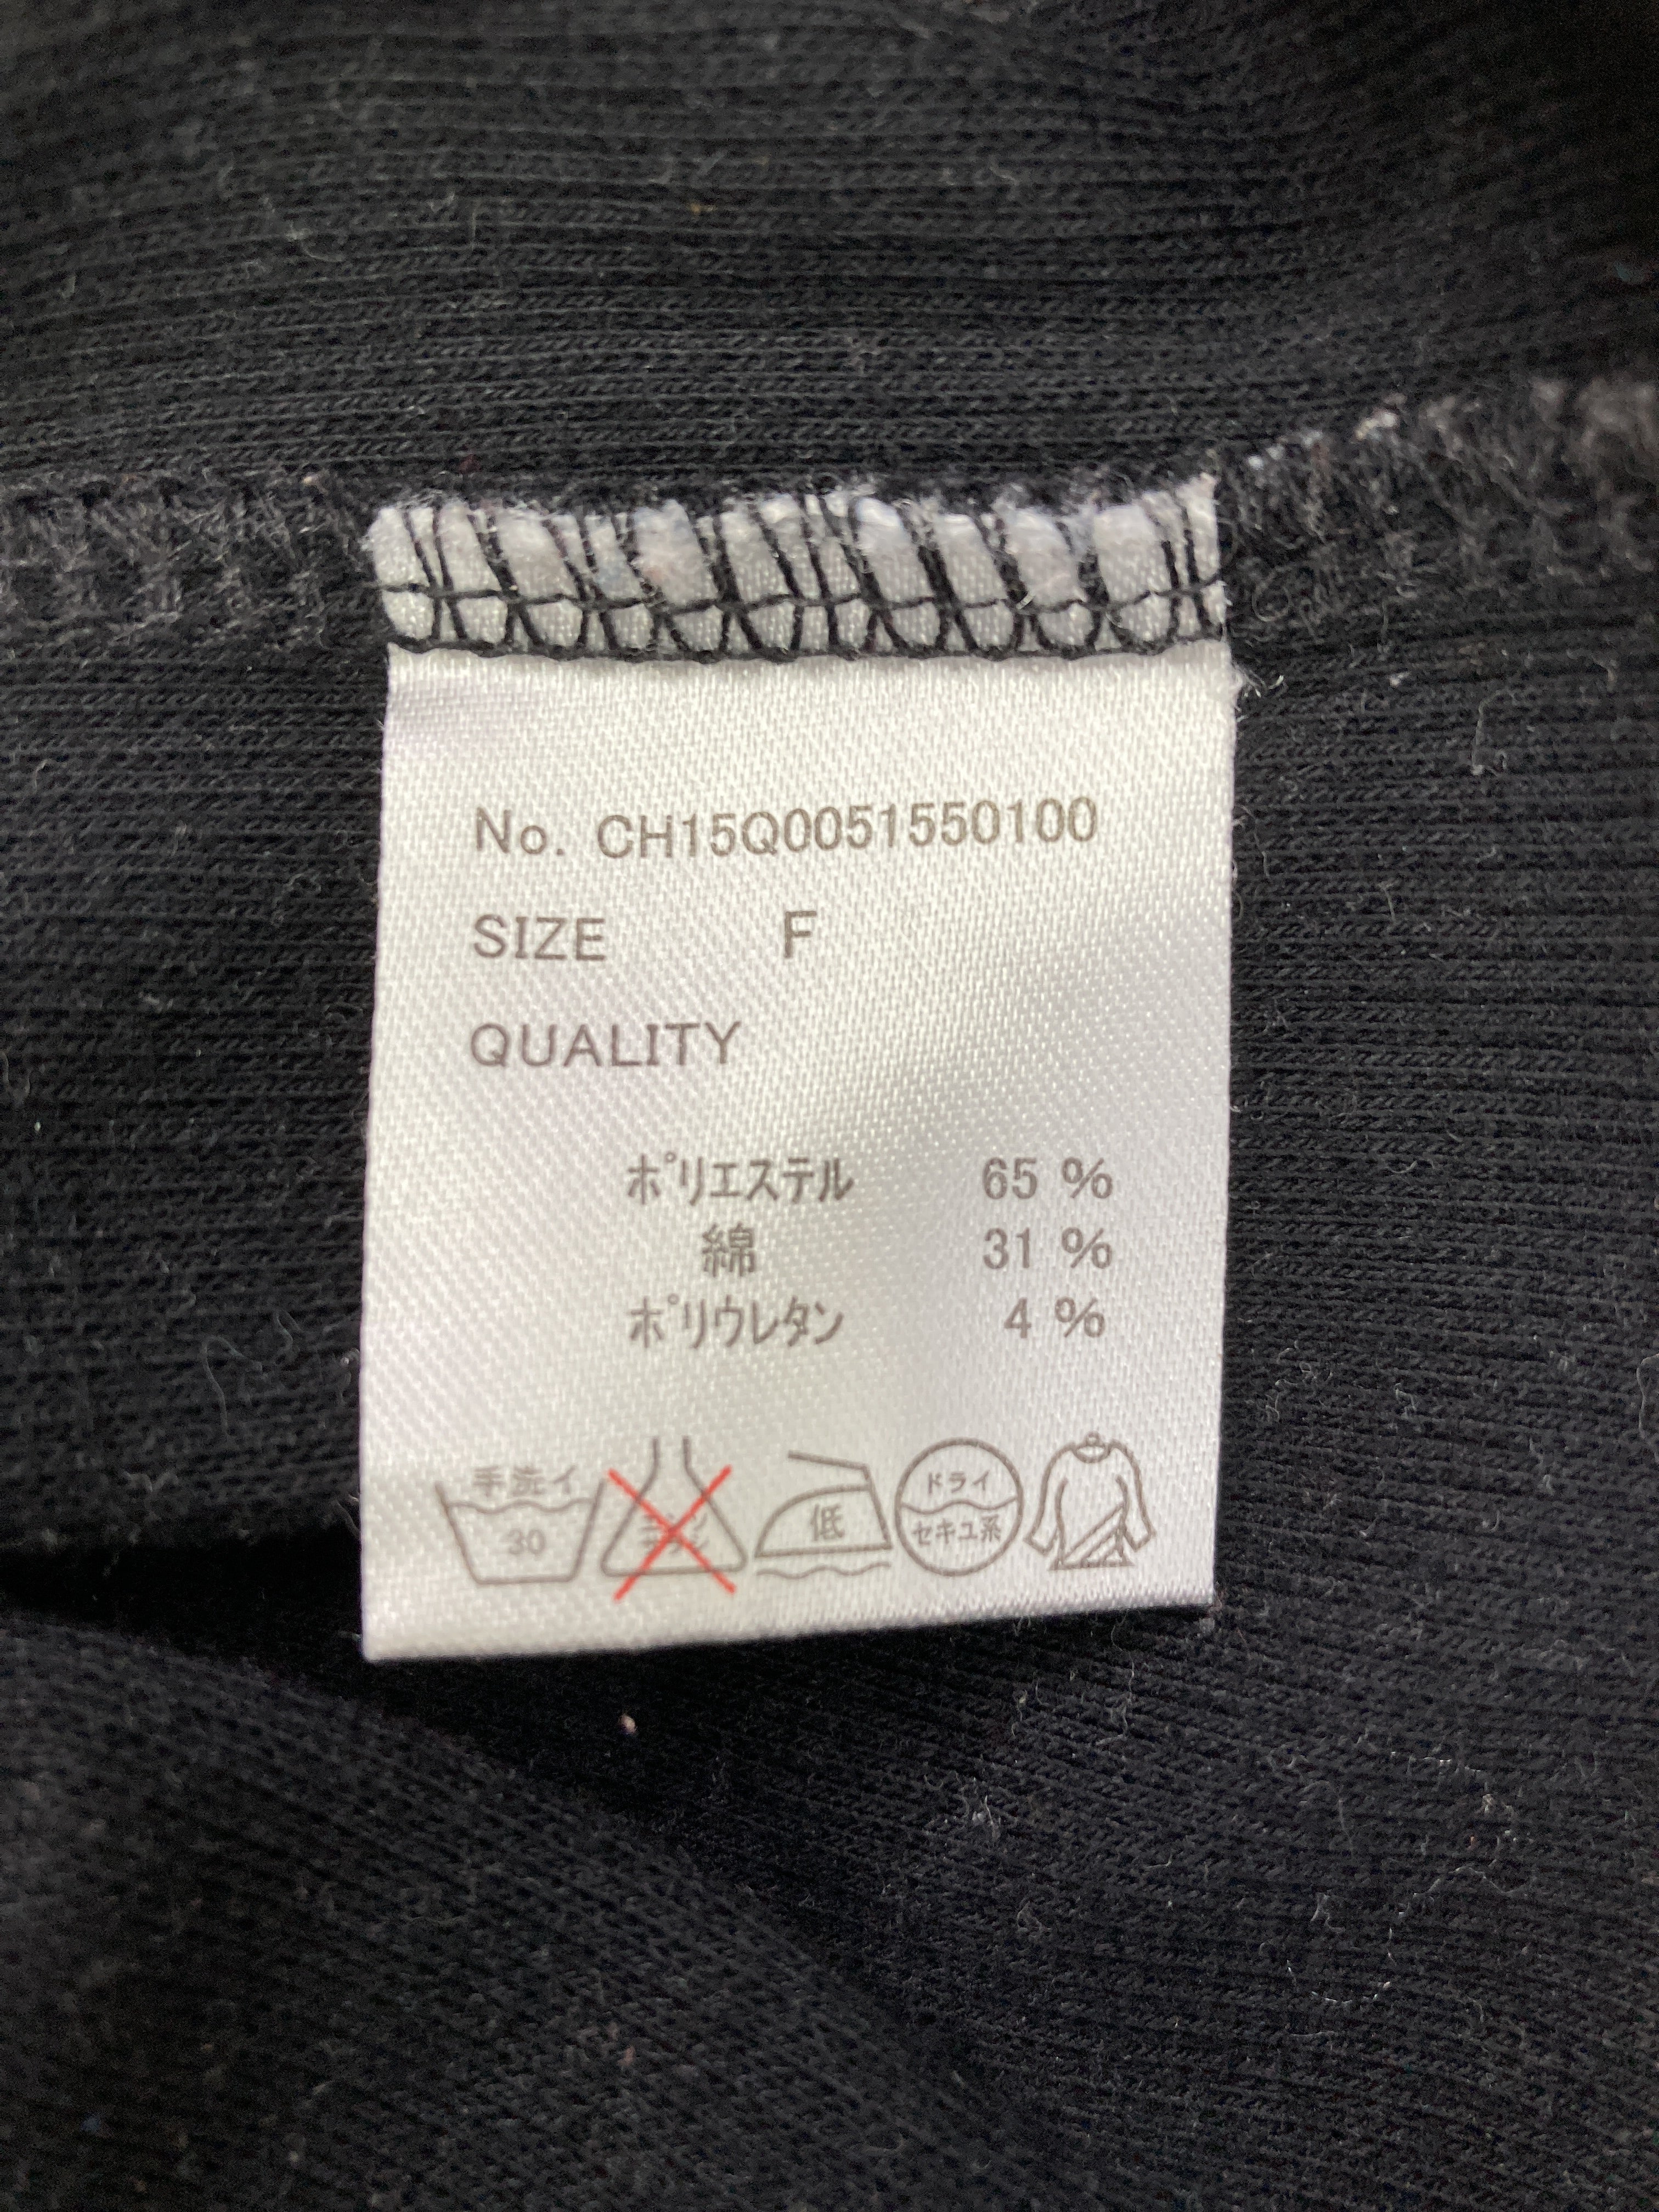 No. CH15Q0051550100
SIZE F
QUALITY
ポリエステル 65 %
綿 31 %
ポリウレタン 4 %
手洗イ
30
低
ドライ
セキユ系